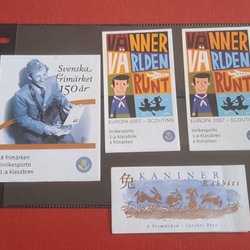 Svenska
frimärket
150 år
8 frimärken
Inrikesporto
1:a klassbrev
VÄNNER
VÄRLDEN
RUNT
EUROPA 2007 - SCOUTING
Inrikesporto
1:a klassbrev
4 frimärken
VÄNNER
VÄRLDEN
RUNT
EUROPA 2007 - SCOUTING
Inrikesporto
1:a klassbrev
4 frimärken
兔 KANINER
Rabbits
4 Frimärken - Inrikes Brev